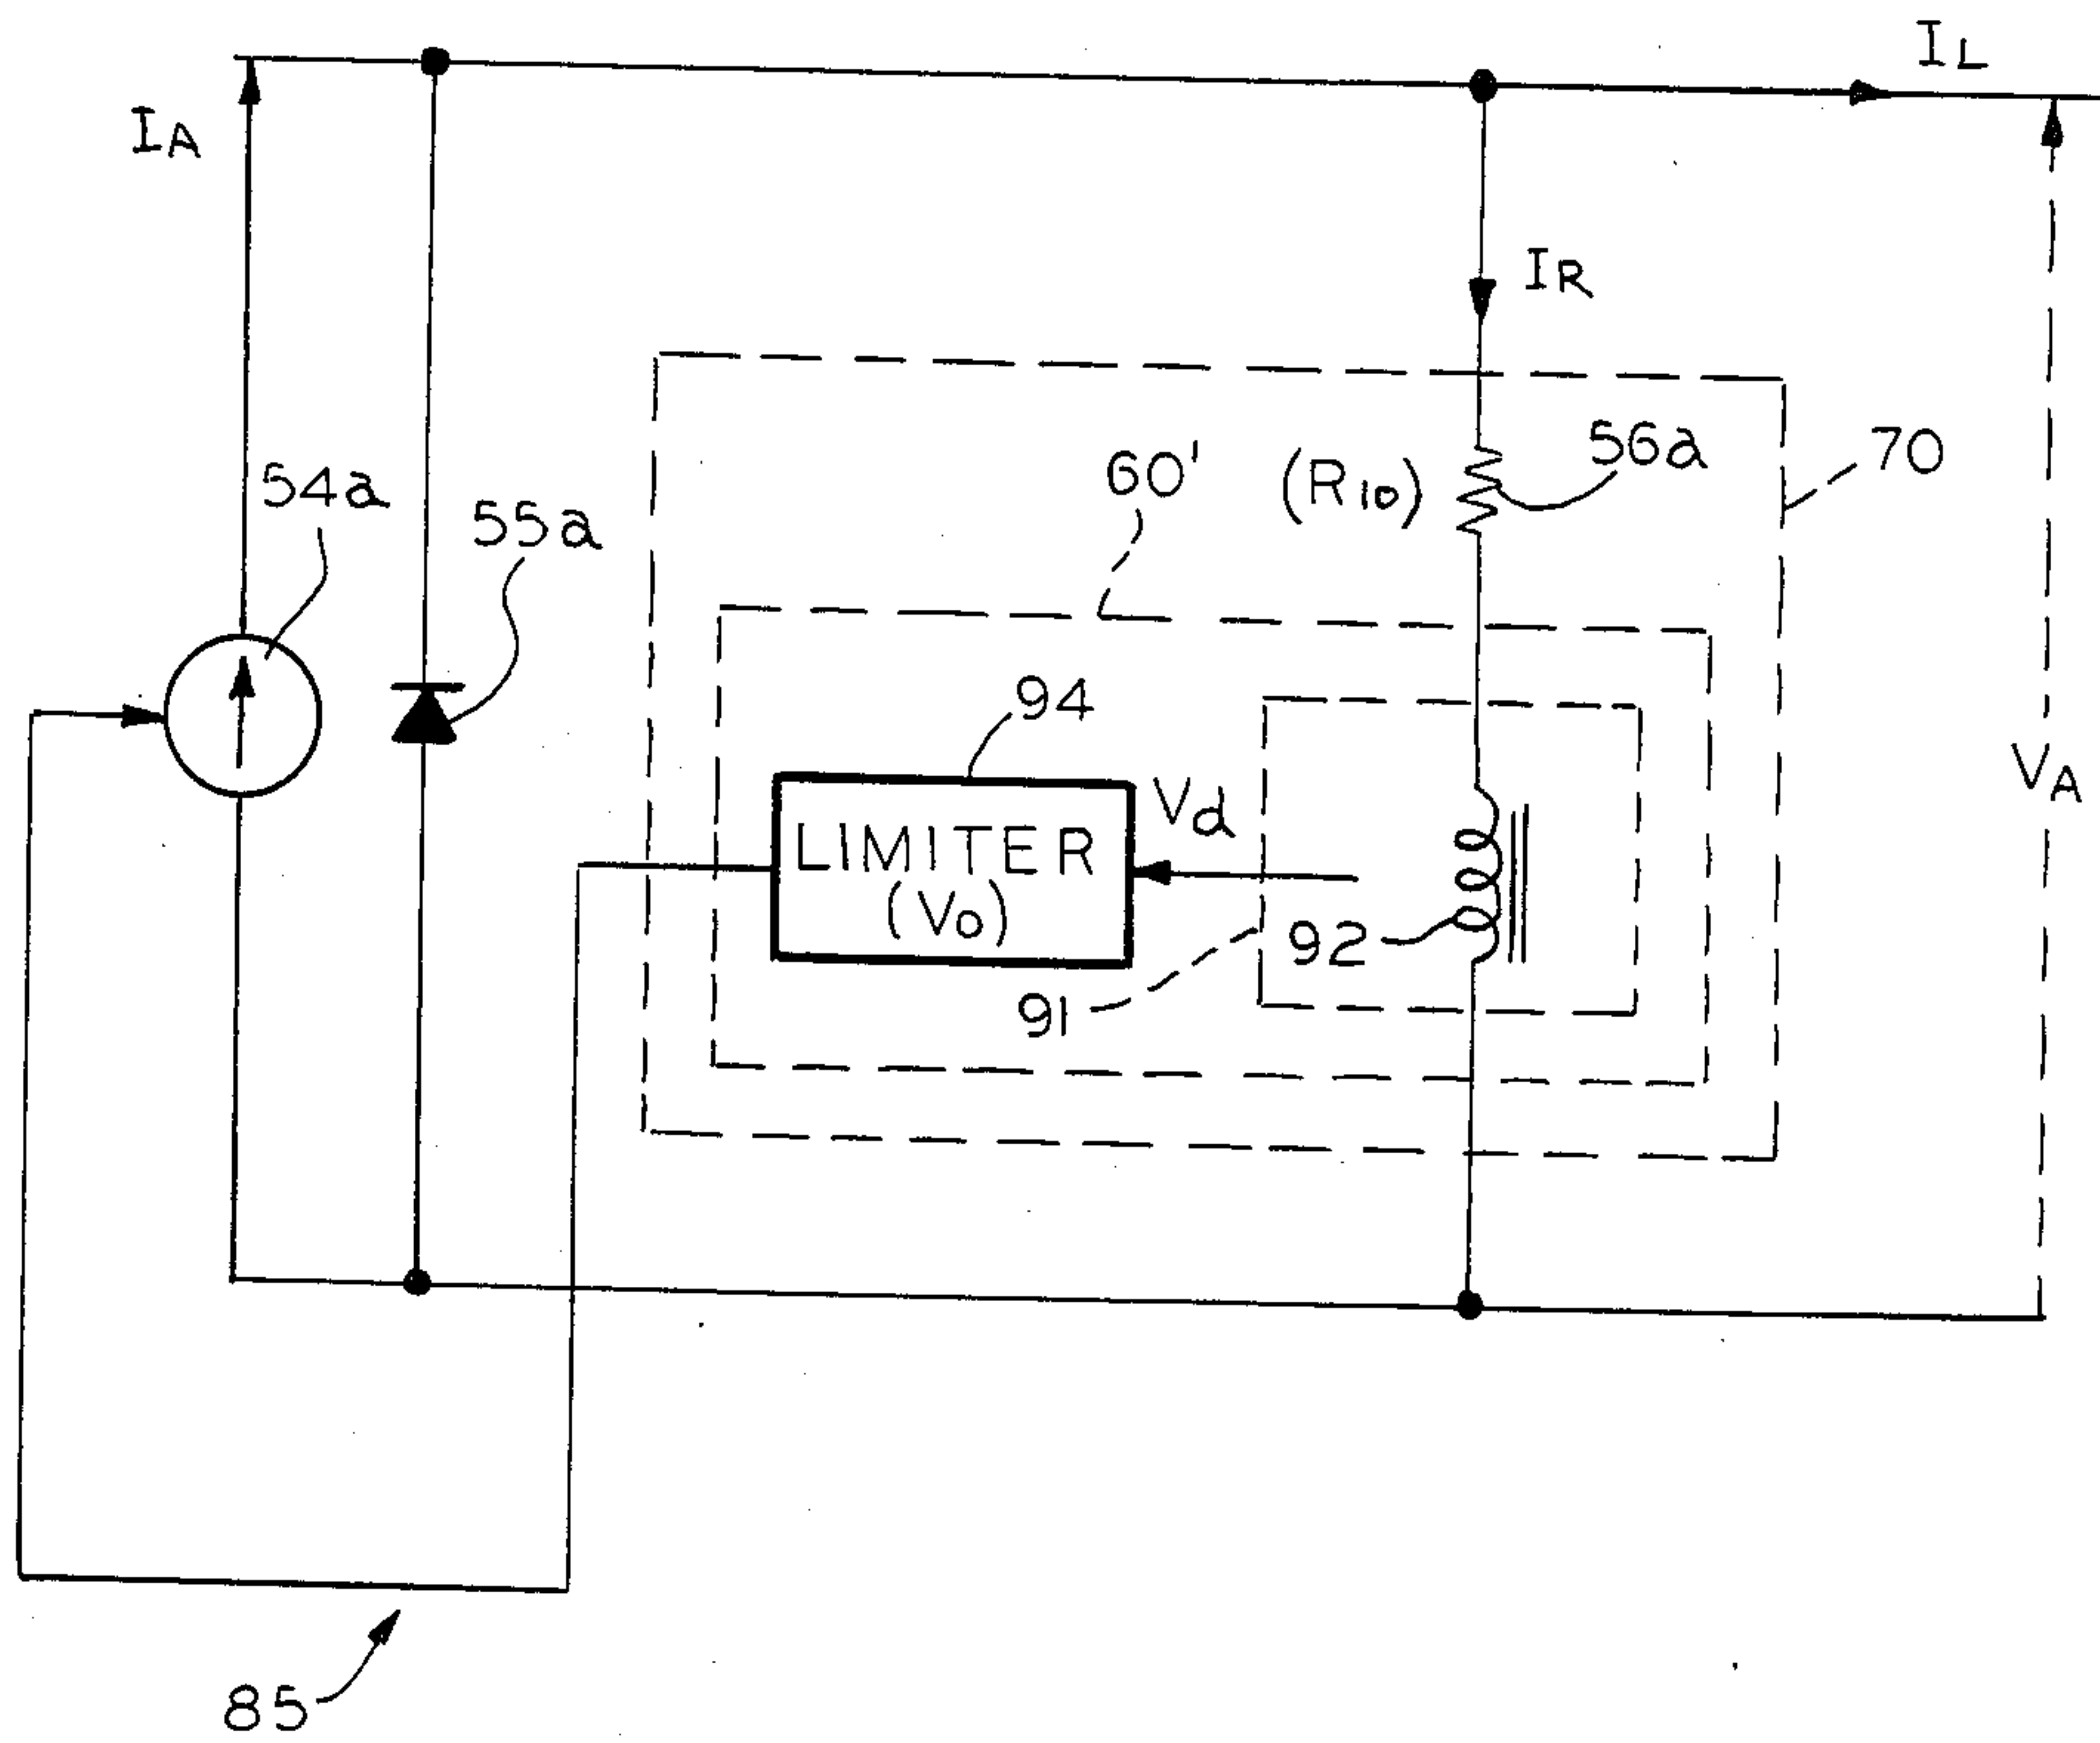 IL
IA
IR
54a
55a
60'
(R10)
56a
70
94
Vd
VA
LIMITER
(Vo)
92
91
85